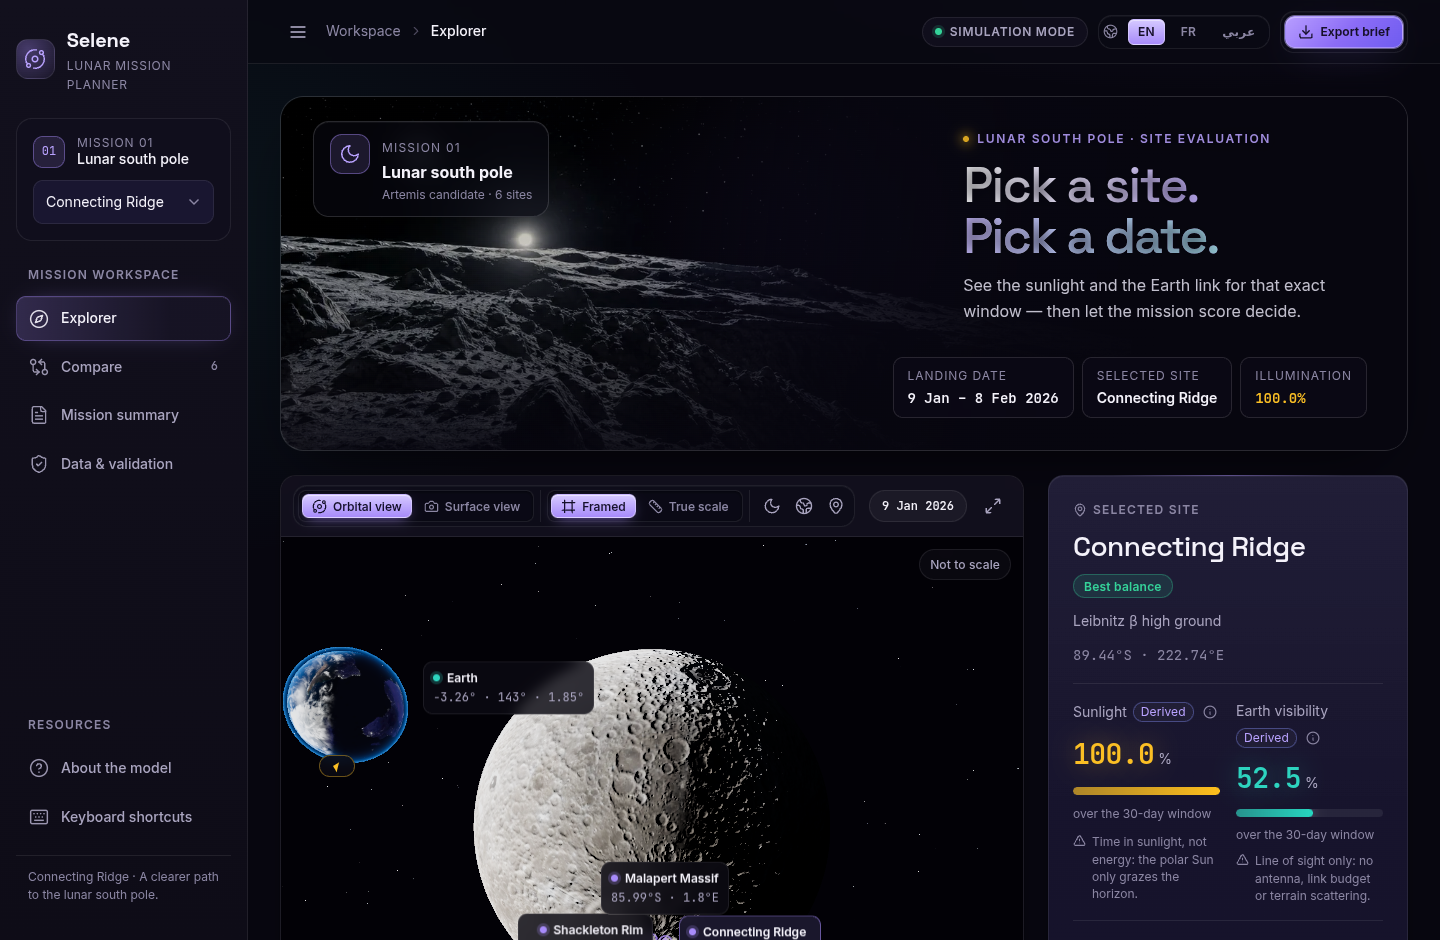 Selene
LUNAR MISSION
PLANNER
01
MISSION 01
Lunar south pole
Connecting Ridge
MISSION WORKSPACE
Explorer
Compare 6
Mission summary
Data & validation
RESOURCES
About the model
Keyboard shortcuts
Connecting Ridge · A clearer path
to the lunar south pole.
Workspace > Explorer
SIMULATION MODE
EN FR عربي
Export brief
MISSION 01
Lunar south pole
Artemis candidate · 6 sites
LUNAR SOUTH POLE · SITE EVALUATION
Pick a site.
Pick a date.
See the sunlight and the Earth link for that exact
window — then let the mission score decide.
LANDING DATE
9 Jan – 8 Feb 2026
SELECTED SITE
Connecting Ridge
ILLUMINATION
100.0%
Orbital view Surface view Framed True scale 9 Jan 2026
Not to scale
Earth
-3.26° · 143° · 1.85°
Malapert Massif
85.99°S · 1.8°E
Shackleton Rim
Connecting Ridge
SELECTED SITE
Connecting Ridge
Best balance
Leibnitz β high ground
89.44°S · 222.74°E
Sunlight Derived
100.0 %
over the 30-day window
Time in sunlight, not
energy: the polar Sun
only grazes the
horizon.
Earth visibility
Derived
52.5 %
over the 30-day window
Line of sight only: no
antenna, link budget
or terrain scattering.